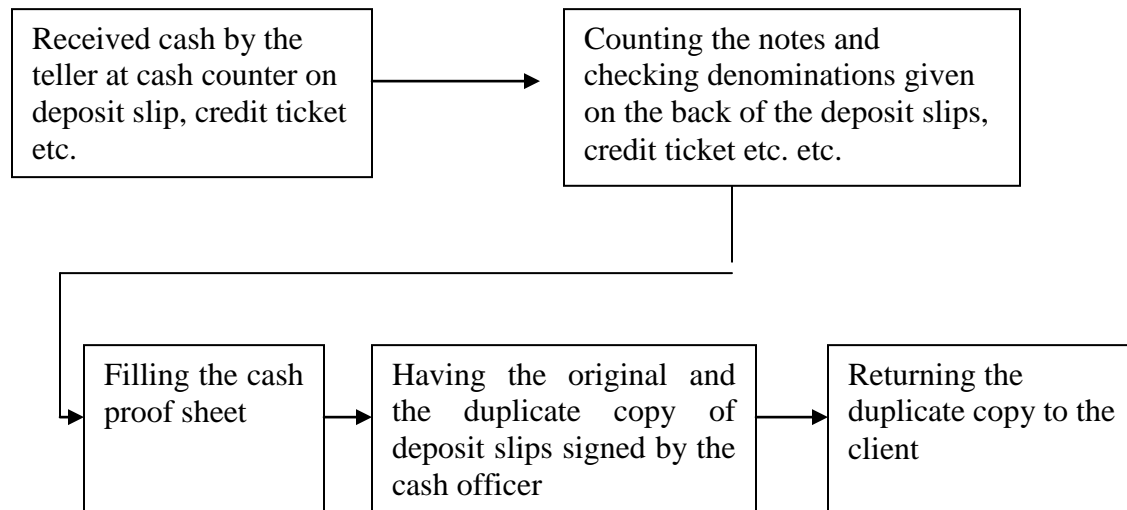 Received cash by the
teller at cash counter on
deposit slip, credit ticket
etc.
Counting the notes and
checking denominations given
on the back of the deposit slips,
credit ticket etc. etc.
Filling the cash
proof sheet
Having the original and
the duplicate copy of
deposit slips signed by the
cash officer
Returning the
duplicate copy to the
client